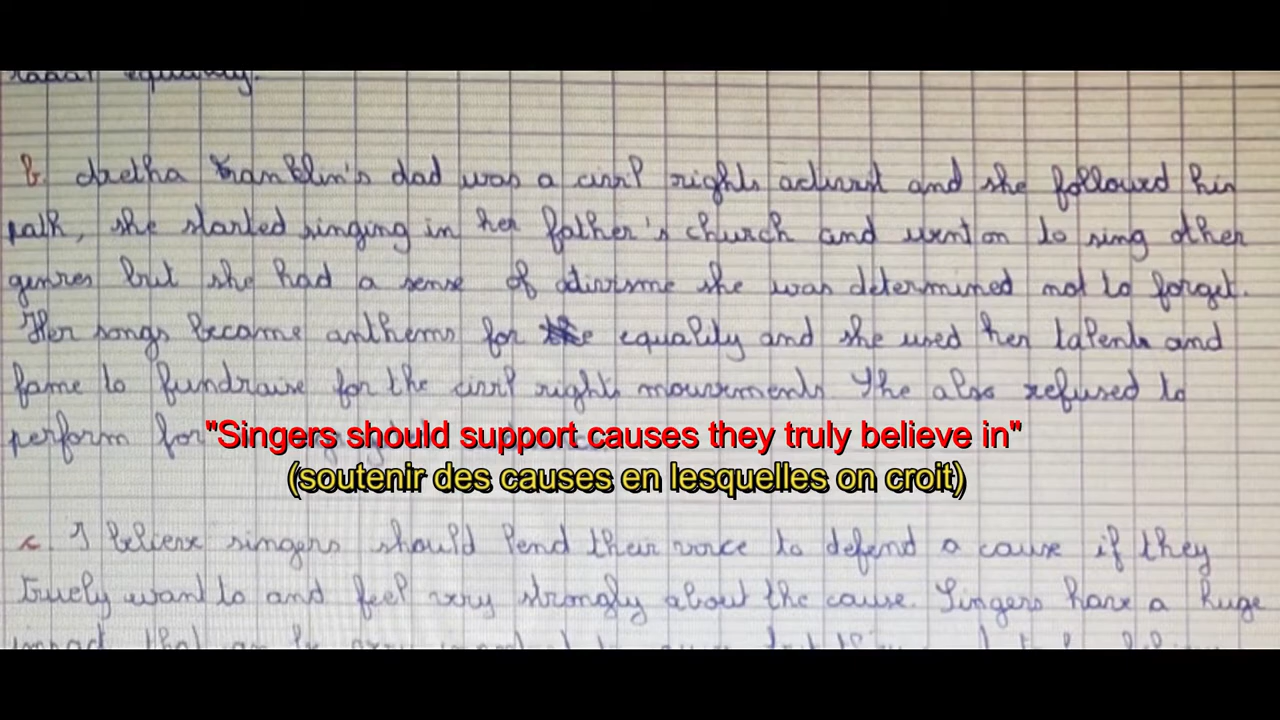 racial equality.
b. Aretha Franklin's dad was a civil rights activist and she followed his
path, she started singing in her father's church and went on to sing other
genres but she had a sense of she was determined not to forget.
Her songs became anthems for equality and she used her talents and
fame to fundraise for the civil rights mouvements She also refused to
perform for
"Singers should support causes they truly believe in"
(soutenir des causes en lesquelles on croit)
c. I believe singers should lend their voice to defend a cause if they
truely want to and feel very strongly about the cause. Singers have a huge
impact that